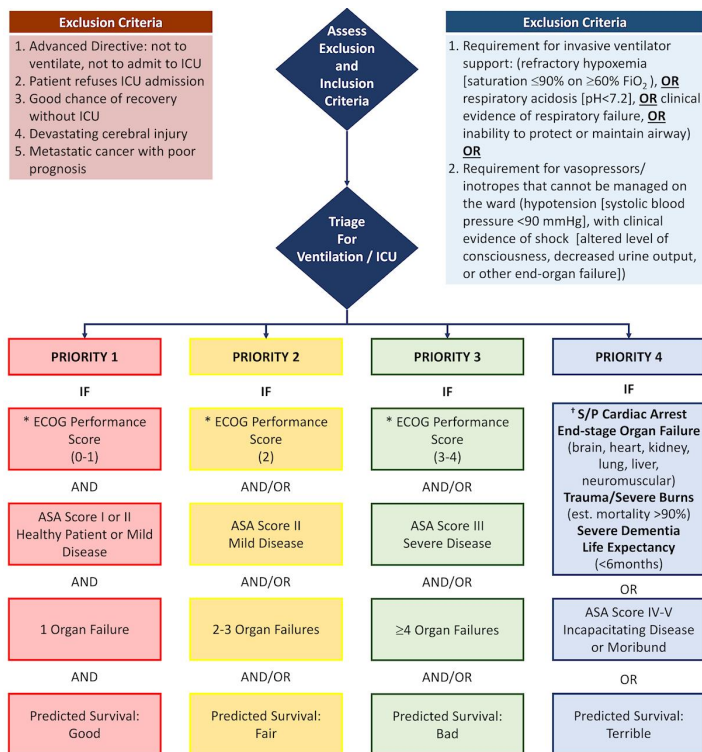 Exclusion Criteria
1. Advanced Directive: not to
ventilate, not to admit to ICU
2. Patient refuses ICU admission
3. Good chance of recovery
without ICU
4. Devastating cerebral injury
5. Metastatic cancer with poor
prognosis
Assess
Exclusion
and
Inclusion
Criteria
Exclusion Criteria
1. Requirement for invasive ventilator
support: (refractory hypoxemia
[saturation ≤90% on ≥60% FiO₂ ), OR
respiratory acidosis [pH<7.2], OR clinical
evidence of respiratory failure, OR
inability to protect or maintain airway)
OR
2. Requirement for vasopressors/
inotropes that cannot be managed on
the ward (hypotension [systolic blood
pressure <90 mmHg], with clinical
evidence of shock [altered level of
consciousness, decreased urine output,
or other end-organ failure])
Triage
For
Ventilation / ICU
PRIORITY 1
IF
* ECOG Performance
Score
(0-1)
AND
ASA Score I or II
Healthy Patient or Mild
Disease
AND
1 Organ Failure
AND
Predicted Survival:
Good
PRIORITY 2
IF
* ECOG Performance
Score
(2)
AND/OR
ASA Score II
Mild Disease
AND/OR
2-3 Organ Failures
AND/OR
Predicted Survival:
Fair
PRIORITY 3
IF
* ECOG Performance
Score
(3-4)
AND/OR
ASA Score III
Severe Disease
AND/OR
≥4 Organ Failures
AND/OR
Predicted Survival:
Bad
PRIORITY 4
IF
† S/P Cardiac Arrest
End-stage Organ Failure
(brain, heart, kidney,
lung, liver,
neuromuscular)
Trauma/Severe Burns
(est. mortality >90%)
Severe Dementia
Life Expectancy
(<6months)
OR
ASA Score IV-V
Incapacitating Disease
or Moribund
OR
Predicted Survival:
Terrible